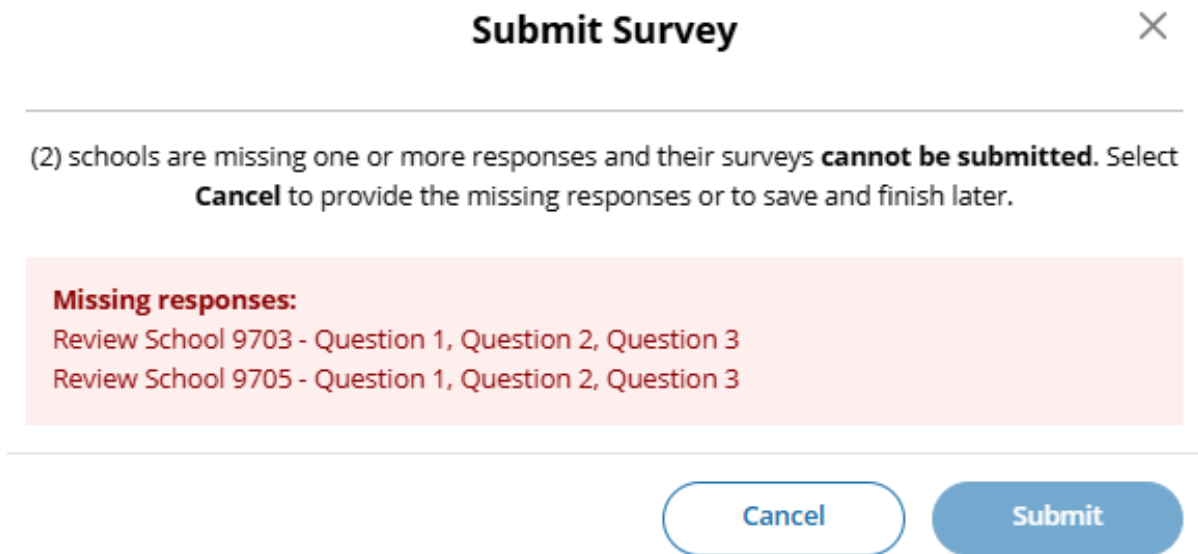 Submit Survey
(2) schools are missing one or more responses and their surveys cannot be submitted. Select
Cancel to provide the missing responses or to save and finish later.
Missing responses:
Review School 9703 - Question 1, Question 2, Question 3
Review School 9705 - Question 1, Question 2, Question 3
Cancel
Submit